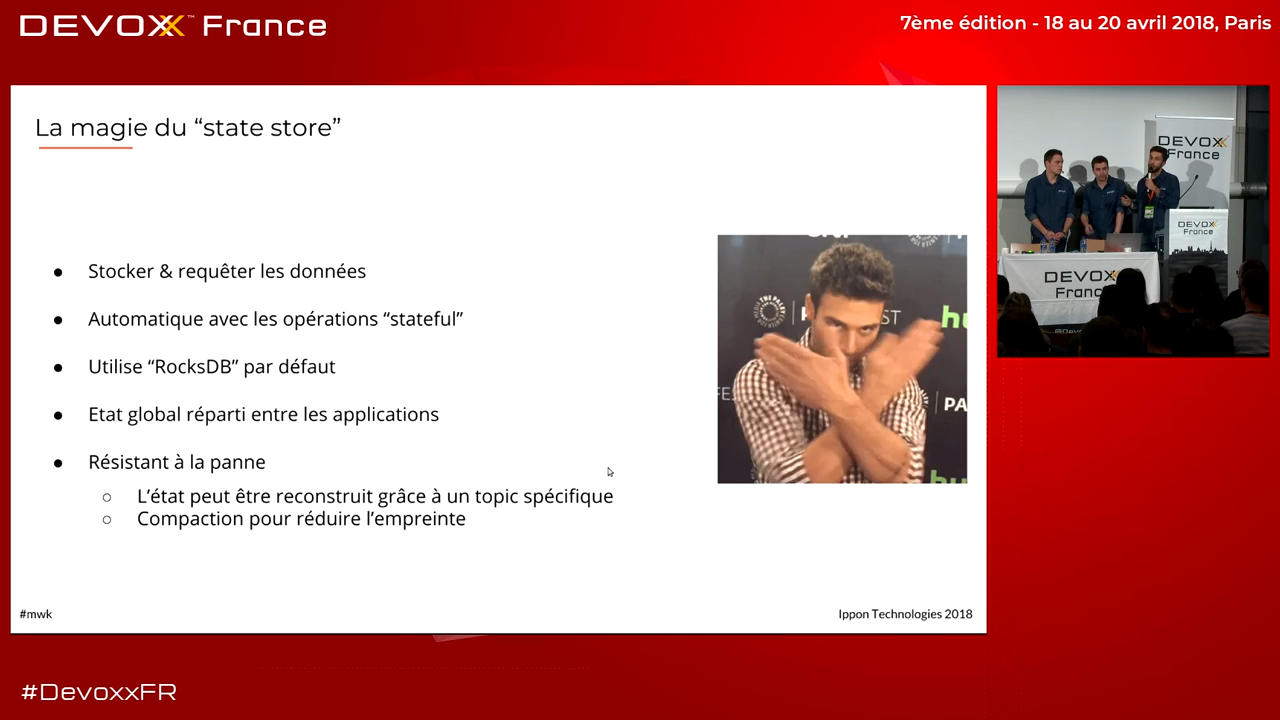 DEVOXX™ France
7ème édition - 18 au 20 avril 2018, Paris
La magie du “state store”
● Stocker & requêter les données
● Automatique avec les opérations “stateful”
● Utilise “RocksDB” par défaut
● Etat global réparti entre les applications
● Résistant à la panne
○ L’état peut être reconstruit grâce à un topic spécifique
○ Compaction pour réduire l’empreinte
#mwk
Ippon Technologies 2018
DEVOXX
France
DEVOXX
France
DEVOXX
France
#DevoxxFR